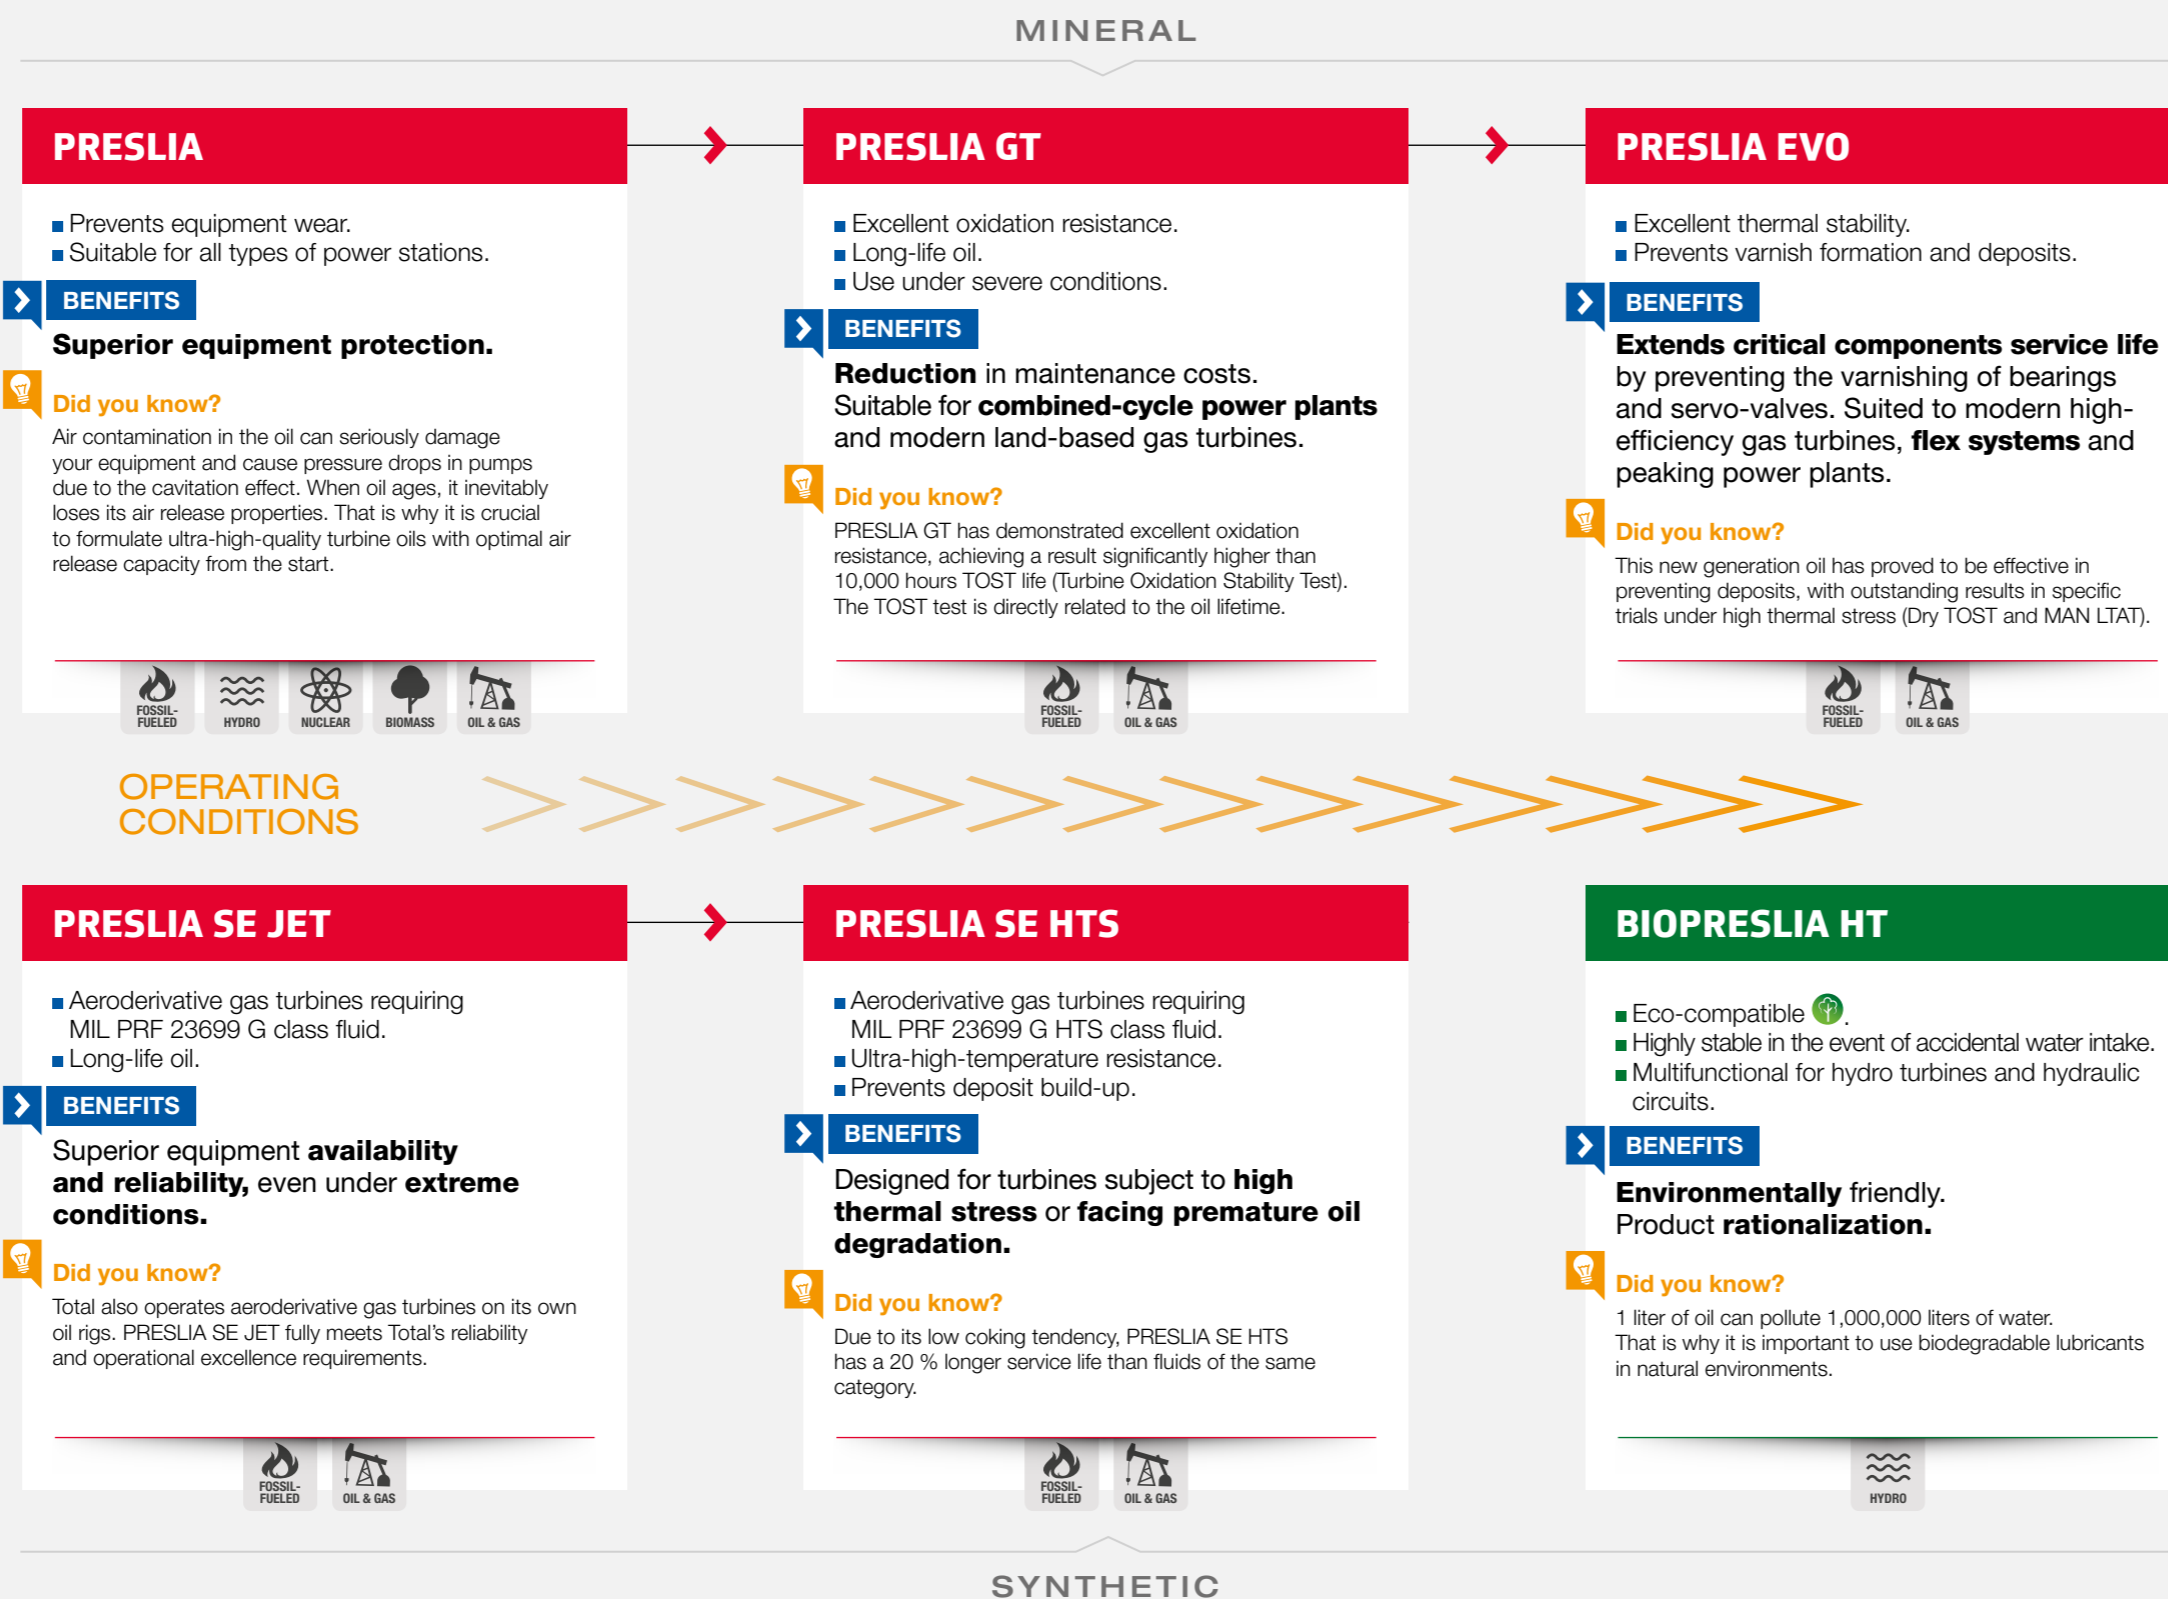 MINERAL
PRESLIA
Prevents equipment wear.
Suitable for all types of power stations.
BENEFITS
Superior equipment protection.
Did you know?
Air contamination in the oil can seriously damage
your equipment and cause pressure drops in pumps
due to the cavitation effect. When oil ages, it inevitably
loses its air release properties. That is why it is crucial
to formulate ultra-high-quality turbine oils with optimal air
release capacity from the start.
FOSSIL-
FUELED
HYDRO
NUCLEAR
BIOMASS
OIL & GAS
PRESLIA GT
Excellent oxidation resistance.
Long-life oil.
Use under severe conditions.
BENEFITS
Reduction in maintenance costs.
Suitable for combined-cycle power plants
and modern land-based gas turbines.
Did you know?
PRESLIA GT has demonstrated excellent oxidation
resistance, achieving a result significantly higher than
10,000 hours TOST life (Turbine Oxidation Stability Test).
The TOST test is directly related to the oil lifetime.
FOSSIL-
FUELED
OIL & GAS
PRESLIA EVO
Excellent thermal stability.
Prevents varnish formation and deposits.
BENEFITS
Extends critical components service life
by preventing the varnishing of bearings
and servo-valves. Suited to modern high-
efficiency gas turbines, flex systems and
peaking power plants.
Did you know?
This new generation oil has proved to be effective in
preventing deposits, with outstanding results in specific
trials under high thermal stress (Dry TOST and MAN LTAT).
FOSSIL-
FUELED
OIL & GAS
OPERATING
CONDITIONS
PRESLIA SE JET
Aeroderivative gas turbines requiring
MIL PRF 23699 G class fluid.
Long-life oil.
BENEFITS
Superior equipment availability
and reliability, even under extreme
conditions.
Did you know?
Total also operates aeroderivative gas turbines on its own
oil rigs. PRESLIA SE JET fully meets Total's reliability
and operational excellence requirements.
FOSSIL-
FUELED
OIL & GAS
PRESLIA SE HTS
Aeroderivative gas turbines requiring
MIL PRF 23699 G HTS class fluid.
Ultra-high-temperature resistance.
Prevents deposit build-up.
BENEFITS
Designed for turbines subject to high
thermal stress or facing premature oil
degradation.
Did you know?
Due to its low coking tendency, PRESLIA SE HTS
has a 20 % longer service life than fluids of the same
category.
FOSSIL-
FUELED
OIL & GAS
BIOPRESLIA HT
Eco-compatible .
Highly stable in the event of accidental water intake.
Multifunctional for hydro turbines and hydraulic
circuits.
BENEFITS
Environmentally friendly.
Product rationalization.
Did you know?
1 liter of oil can pollute 1,000,000 liters of water.
That is why it is important to use biodegradable lubricants
in natural environments.
HYDRO
SYNTHETIC